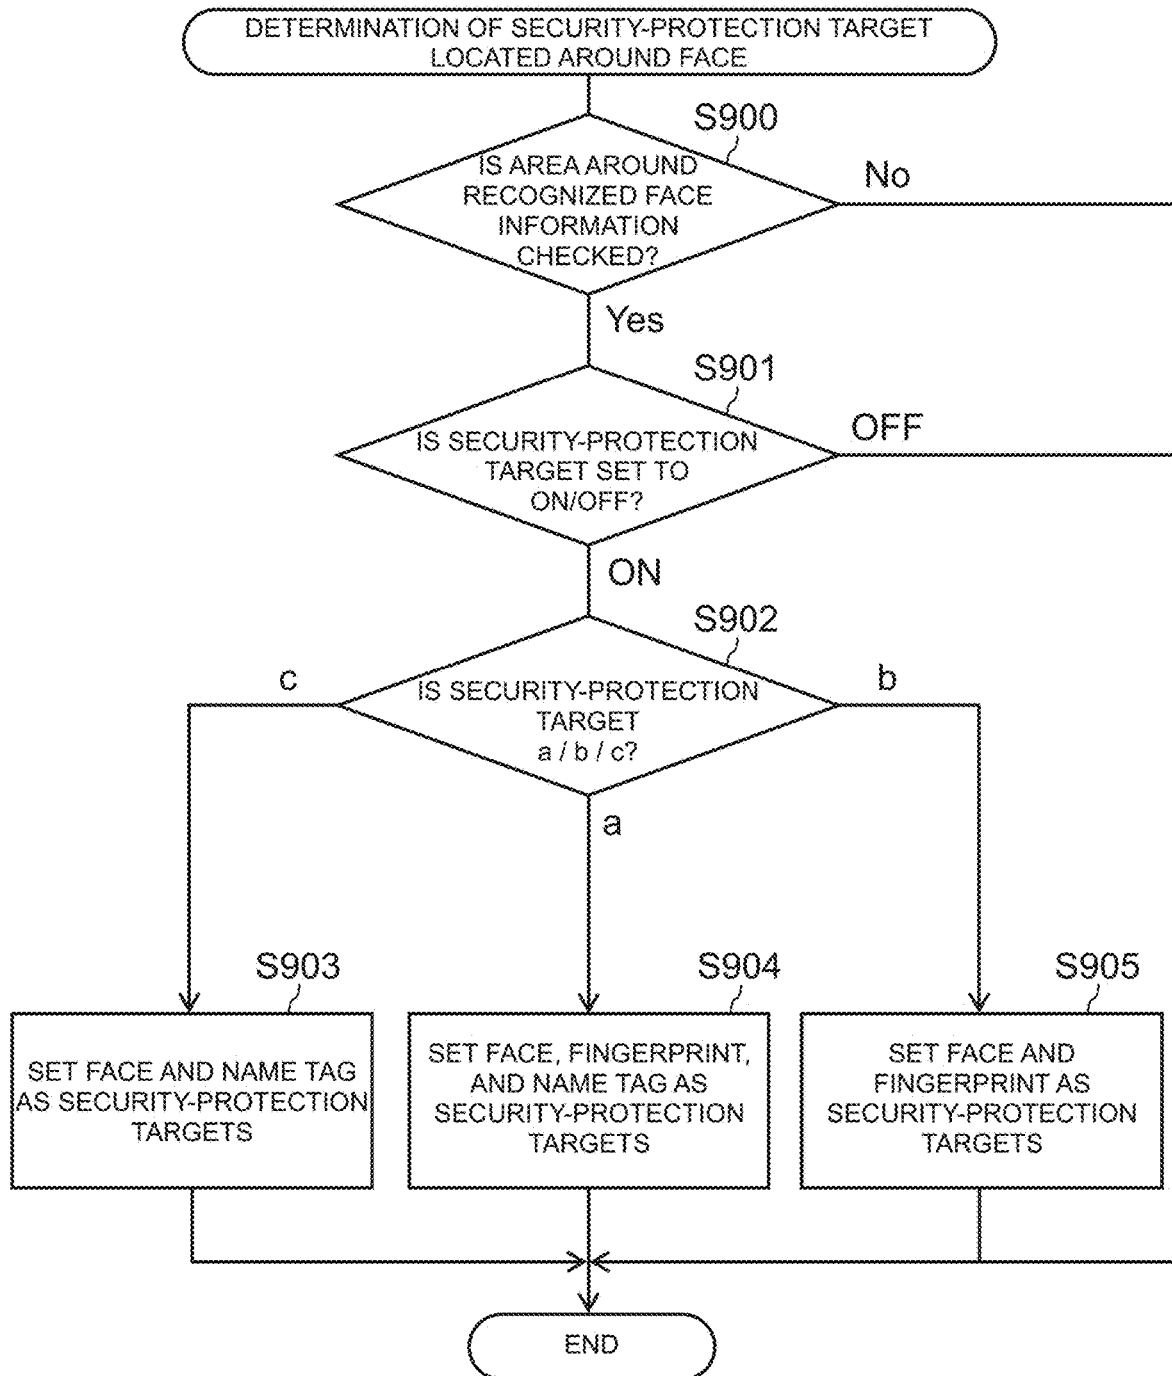 DETERMINATION OF SECURITY-PROTECTION TARGET
LOCATED AROUND FACE
S900
IS AREA AROUND
RECOGNIZED FACE
INFORMATION
CHECKED?
No
Yes
S901
IS SECURITY-PROTECTION
TARGET SET TO
ON/OFF?
OFF
ON
S902
c
IS SECURITY-PROTECTION
TARGET
a / b / c?
b
a
S903
SET FACE AND NAME TAG
AS SECURITY-PROTECTION
TARGETS
S904
SET FACE, FINGERPRINT,
AND NAME TAG AS
SECURITY-PROTECTION
TARGETS
S905
SET FACE AND
FINGERPRINT AS
SECURITY-PROTECTION
TARGETS
END